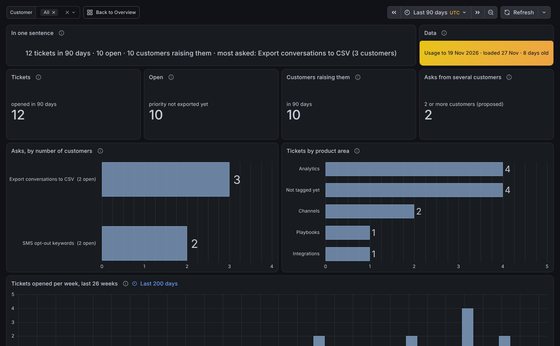 Customer All × Back to Overview Last 90 days UTC Refresh
In one sentence
12 tickets in 90 days · 10 open · 10 customers raising them · most asked: Export conversations to CSV (3 customers)
Data
Usage to 19 Nov 2026 · loaded 27 Nov · 8 days old
Tickets
opened in 90 days
12
Open
priority not exported yet
10
Customers raising them
in 90 days
10
Asks from several customers
2 or more customers (proposed)
2
Asks, by number of customers
Export conversations to CSV (2 open) 3
SMS opt-out keywords (2 open) 2
0 1 2 3 4
Tickets by product area
Analytics 4
Not tagged yet 4
Channels 2
Playbooks 1
Integrations 1
0 1 2 3 4 5
Tickets opened per week, last 26 weeks Last 200 days
5
4
3
2